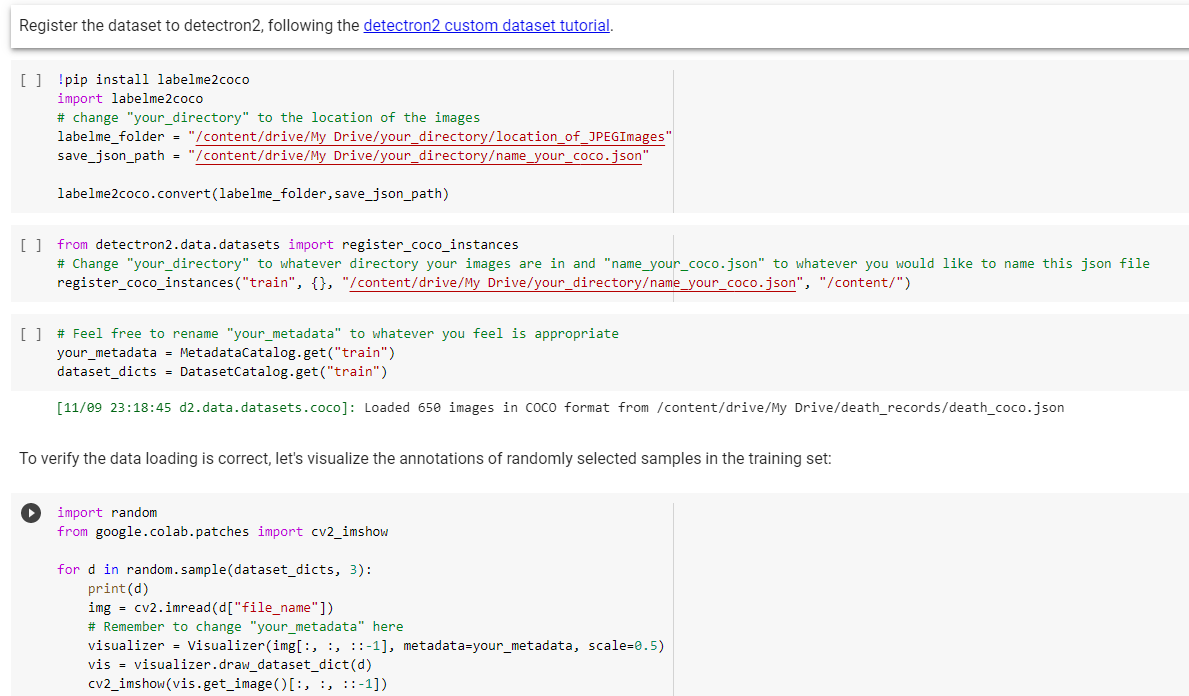 Register the dataset to detectron2, following the detectron2 custom dataset tutorial.
[ ] !pip install labelme2coco
import labelme2coco
# change "your_directory" to the location of the images
labelme_folder = "/content/drive/My Drive/your_directory/location_of_JPEGImages"
save_json_path = "/content/drive/My Drive/your_directory/name_your_coco.json"
labelme2coco.convert(labelme_folder,save_json_path)
[ ] from detectron2.data.datasets import register_coco_instances
# Change "your_directory" to whatever directory your images are in and "name_your_coco.json" to whatever you would like to name this json file
register_coco_instances("train", {}, "/content/drive/My Drive/your_directory/name_your_coco.json", "/content/")
[ ] # Feel free to rename "your_metadata" to whatever you feel is appropriate
your_metadata = MetadataCatalog.get("train")
dataset_dicts = DatasetCatalog.get("train")
[11/09 23:18:45 d2.data.datasets.coco]: Loaded 650 images in COCO format from /content/drive/My Drive/death_records/death_coco.json
To verify the data loading is correct, let's visualize the annotations of randomly selected samples in the training set:
import random
from google.colab.patches import cv2_imshow
for d in random.sample(dataset_dicts, 3):
print(d)
img = cv2.imread(d["file_name"])
# Remember to change "your_metadata" here
visualizer = Visualizer(img[:, :, ::-1], metadata=your_metadata, scale=0.5)
vis = visualizer.draw_dataset_dict(d)
cv2_imshow(vis.get_image()[:, :, ::-1])